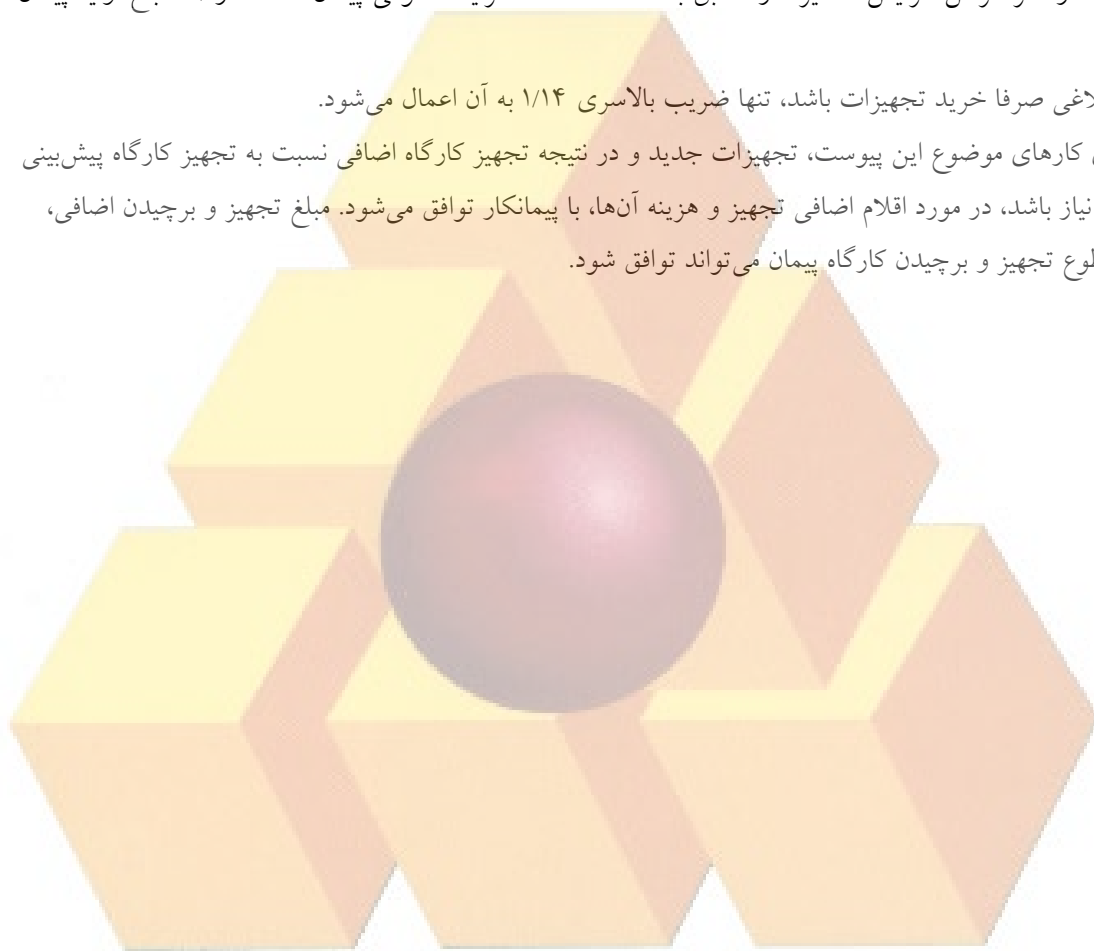 لاغی صرفا خرید تجهیزات باشد، تنها ضریب بالاسری ۱/۱۴ به آن اعمال می‌شود.
کارهای موضوع این پیوست، تجهیزات جدید و در نتیجه تجهیز کارگاه اضافی نسبت به تجهیز کارگاه پیش‌بینی
نیاز باشد، در مورد اقلام اضافی تجهیز و هزینه آن‌ها، با پیمانکار توافق می‌شود. مبلغ تجهیز و برچیدن اضافی،
طوع تجهیز و برچیدن کارگاه پیمان می‌تواند توافق شود.